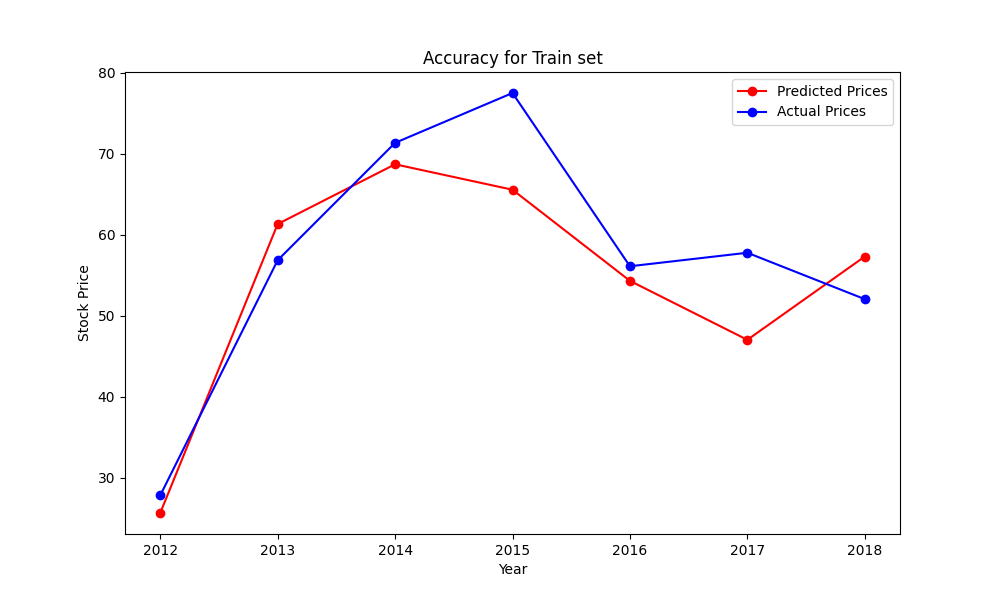 Accuracy for Train set
Predicted Prices
Actual Prices
Stock Price
80
70
60
50
40
30
2012 2013 2014 2015 2016 2017 2018
Year